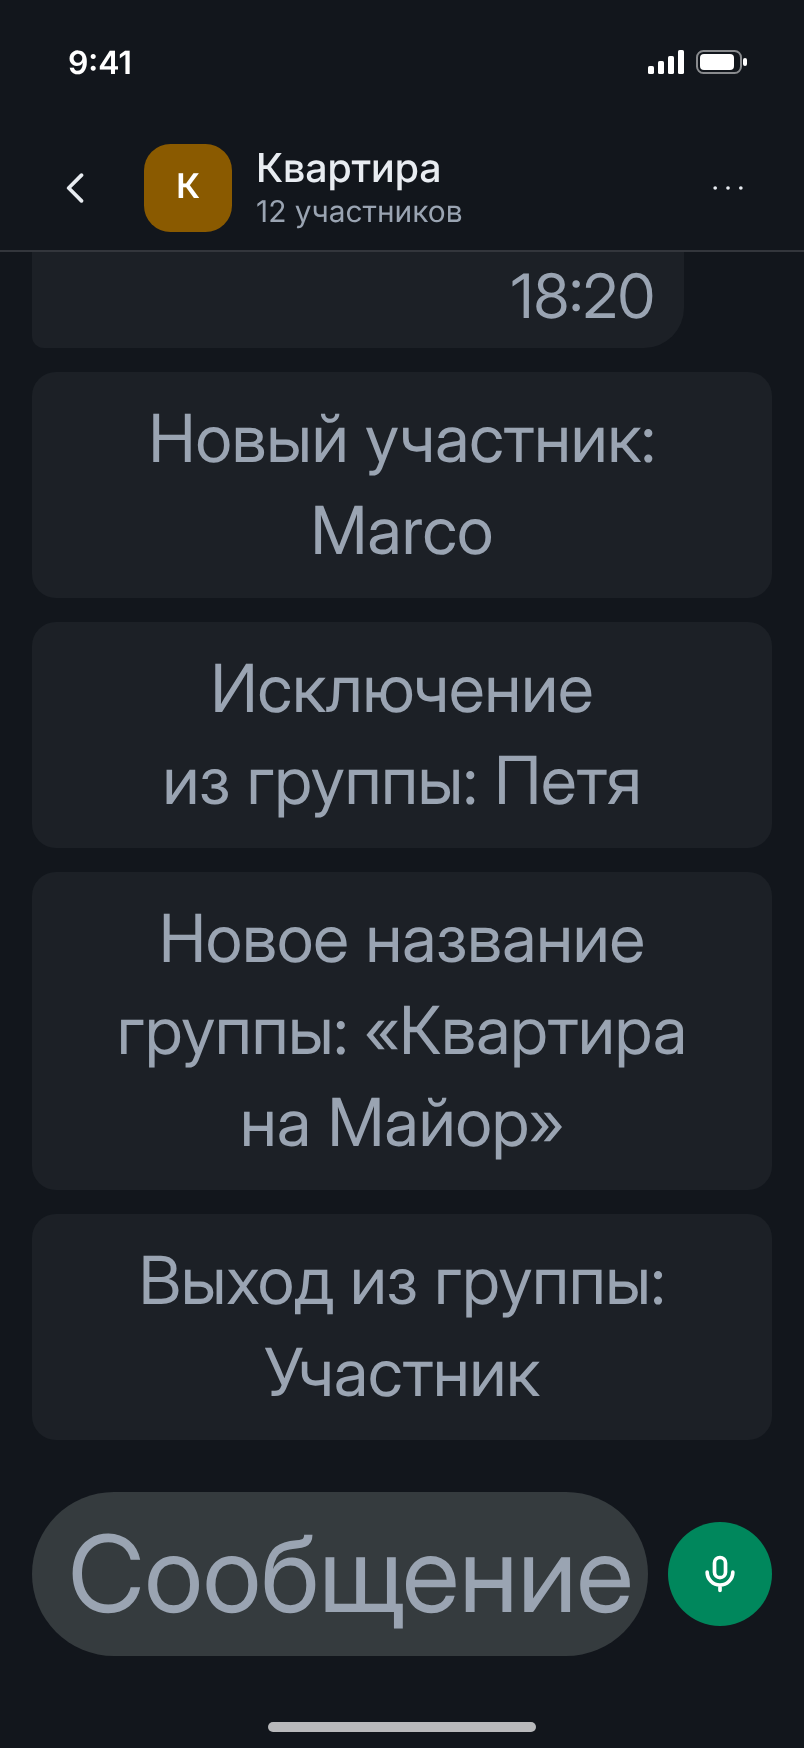 9:41
К
Квартира
12 участников
18:20
Новый участник:
Marco
Исключение
из группы: Петя
Новое название
группы: «Квартира
на Майор»
Выход из группы:
Участник
Сообщение